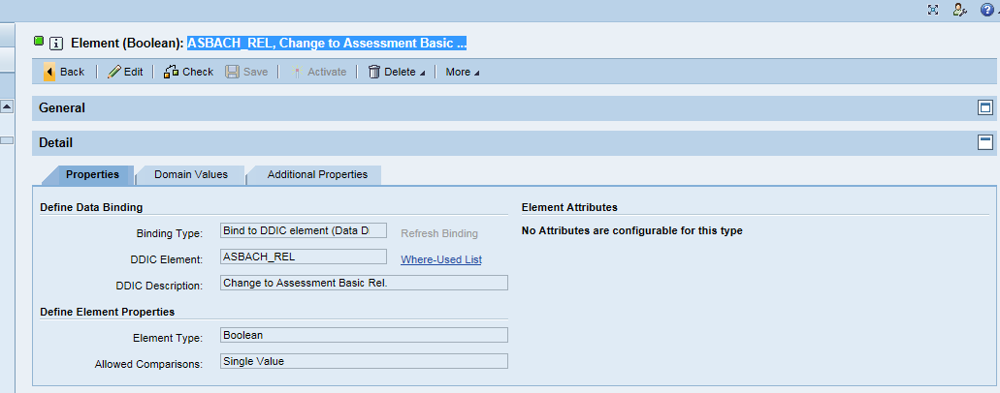 Element (Boolean): ASBACH_REL, Change to Assessment Basic ...
Back Edit Check Save Activate Delete More
General
Detail
Properties Domain Values Additional Properties
Define Data Binding
Binding Type: Bind to DDIC element (Data D Refresh Binding
DDIC Element: ASBACH_REL Where-Used List
DDIC Description: Change to Assessment Basic Rel.
Define Element Properties
Element Type: Boolean
Allowed Comparisons: Single Value
Element Attributes
No Attributes are configurable for this type